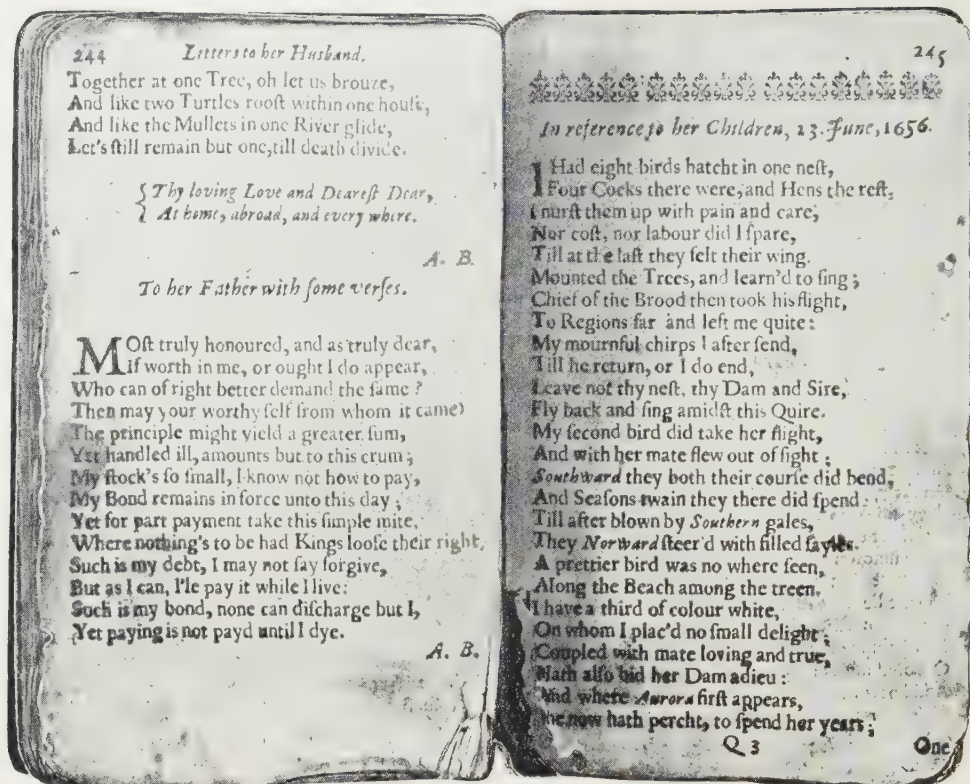 244 Letters to her Husband.
Together at one Tree, oh let us brouze,
And like two Turtles rooſt within one houſe,
And like the Mullets in one River glide,
Let's ſtill remain but one, till death divide.
Thy loving Love and Deareſt Dear,
At home, abroad, and every where.
A. B.
To her Father with ſome verſes.
MOſt truly honoured, and as truly dear,
If worth in me, or ought I do appear,
Who can of right better demand the ſame?
Then may your worthy ſelf from whom it came)
The principle might yield a greater ſum,
Yet handled ill, amounts but to this crum;
My ſtock's ſo ſmall, I know not how to pay,
My Bond remains in force unto this day;
Yet for part payment take this ſimple mite,
Where nothing's to be had Kings looſe their right,
Such is my debt, I may not ſay forgive,
But as I can, I'le pay it while I live:
Such is my bond, none can diſcharge but I,
Yet paying is not payd until I dye.
A. B.
245
In reference to her Children, 23. June, 1656.
I Had eight birds hatcht in one neſt,
Four Cocks there were, and Hens the reſt,
I nurſt them up with pain and care,
Nor coſt, nor labour did I ſpare,
Till at the laſt they felt their wing.
Mounted the Trees, and learn'd to ſing;
Chief of the Brood then took his flight,
To Regions far and left me quite:
My mournful chirps I after ſend,
Till he return, or I do end,
Leave not thy neſt, thy Dam and Sire,
Fly back and ſing amidſt this Quire.
My ſecond bird did take her flight,
And with her mate flew out of ſight;
Southward they both their courſe did bend,
And Seaſons twain they there did ſpend:
Till after blown by Southern gales,
They Norward ſteer'd with filled ſayles.
A prettier bird was no where ſeen,
Along the Beach among the treen.
I have a third of colour white,
On whom I plac'd no ſmall delight;
Coupled with mate loving and true,
Hath alſo bid her Dam adieu:
And where Aurora firſt appears,
She now hath percht, to ſpend her years;
Q 3 One